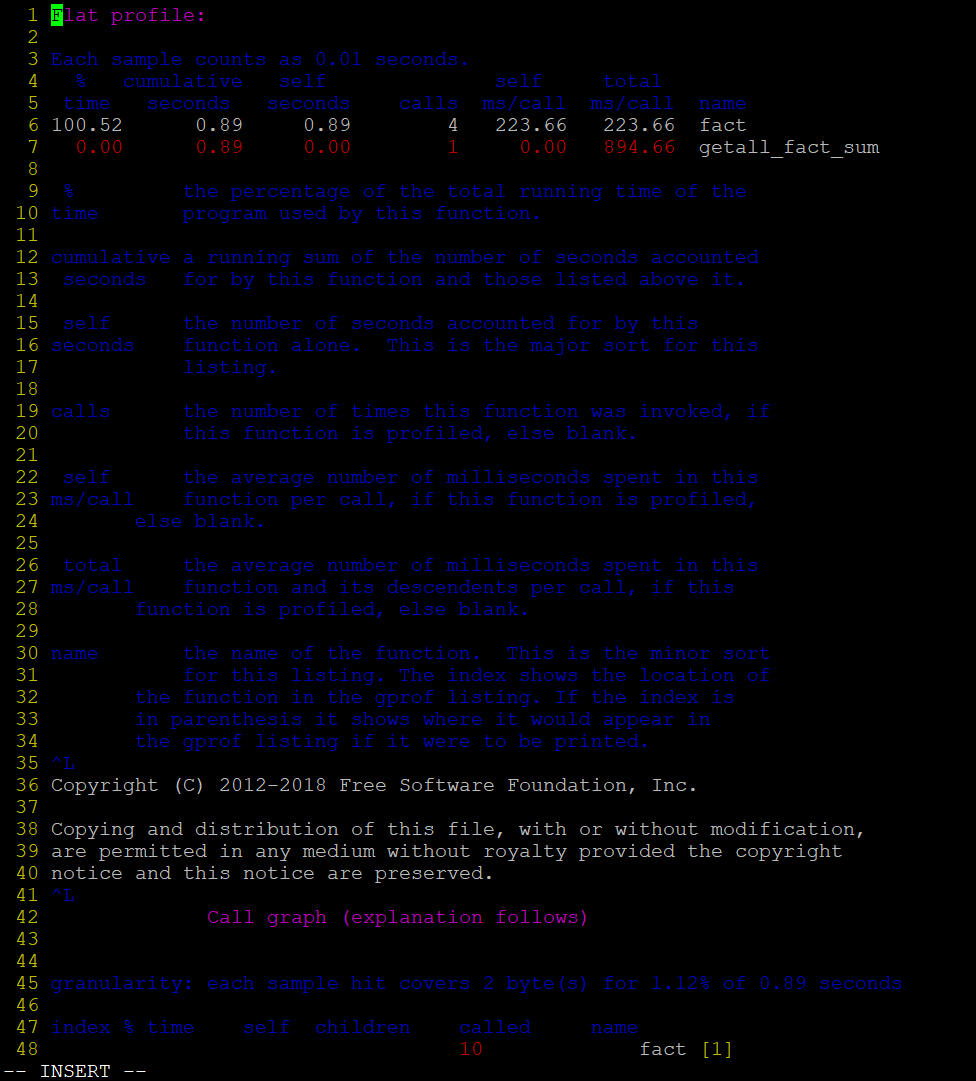 1 Flat profile:
2
3 Each sample counts as 0.01 seconds.
4   %   cumulative   self              self     total
5  time   seconds   seconds    calls  ms/call  ms/call  name
6 100.52      0.89     0.89        4   223.66   223.66  fact
7   0.00      0.89     0.00        1     0.00   894.66  getall_fact_sum
8
9  %         the percentage of the total running time of the
10 time       program used by this function.
11
12 cumulative a running sum of the number of seconds accounted
13  seconds   for by this function and those listed above it.
14
15  self      the number of seconds accounted for by this
16 seconds    function alone.  This is the major sort for this
17            listing.
18
19 calls      the number of times this function was invoked, if
20            this function is profiled, else blank.
21
22  self      the average number of milliseconds spent in this
23 ms/call    function per call, if this function is profiled,
24        else blank.
25
26  total     the average number of milliseconds spent in this
27 ms/call    function and its descendents per call, if this
28        function is profiled, else blank.
29
30 name       the name of the function.  This is the minor sort
31            for this listing. The index shows the location of
32        the function in the gprof listing. If the index is
33        in parenthesis it shows where it would appear in
34        the gprof listing if it were to be printed.
35 ^L
36 Copyright (C) 2012-2018 Free Software Foundation, Inc.
37
38 Copying and distribution of this file, with or without modification,
39 are permitted in any medium without royalty provided the copyright
40 notice and this notice are preserved.
41 ^L
42              Call graph (explanation follows)
43
44
45 granularity: each sample hit covers 2 byte(s) for 1.12% of 0.89 seconds
46
47 index % time    self  children    called     name
48                                   10             fact [1]
-- INSERT --